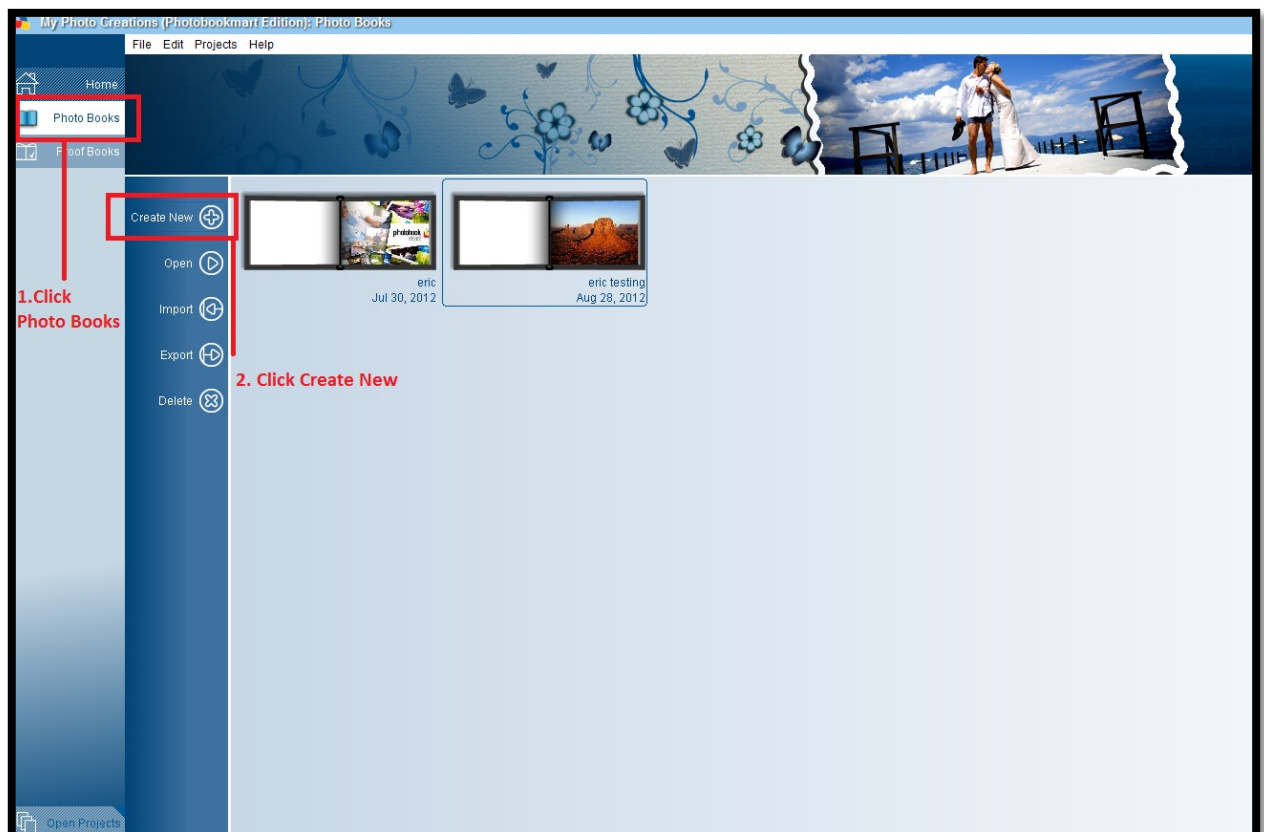 My Photo Creations (Photobookmart Edition): Photo Books
File Edit Projects Help
Home
Photo Books
Proof Books
Create New
Open
Import
Export
Delete
photobook
mart
eric
Jul 30, 2012
eric testing
Aug 28, 2012
1.Click
Photo Books
2. Click Create New
Open Projects